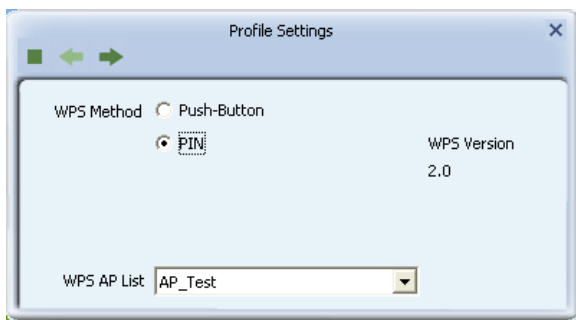 Profile Settings
WPS Method Push-Button
PIN WPS Version
2.0
WPS AP List AP_Test